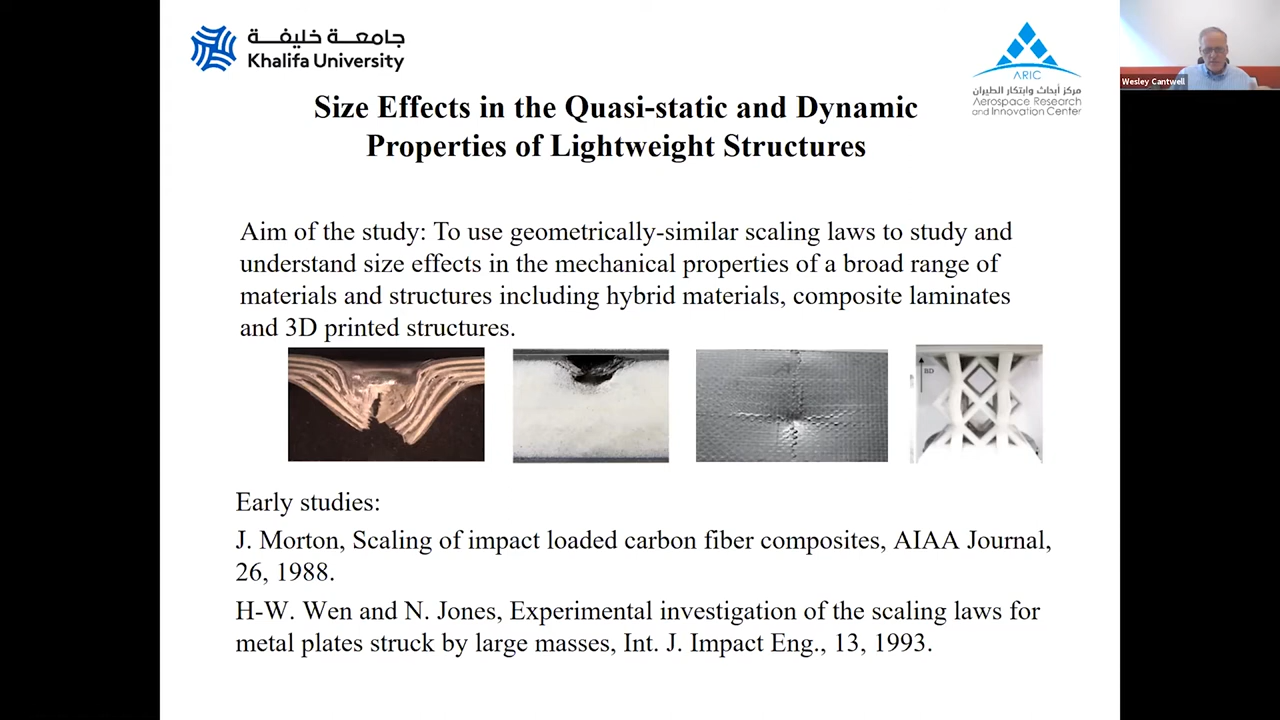 جامعة خليفة
Khalifa University
ARIC
مركز أبحاث وابتكار الطيران
Aerospace Research
and Innovation Center
Wesley Cantwell
Size Effects in the Quasi-static and Dynamic
Properties of Lightweight Structures
Aim of the study: To use geometrically-similar scaling laws to study and
understand size effects in the mechanical properties of a broad range of
materials and structures including hybrid materials, composite laminates
and 3D printed structures.
BD
Early studies:
J. Morton, Scaling of impact loaded carbon fiber composites, AIAA Journal,
26, 1988.
H-W. Wen and N. Jones, Experimental investigation of the scaling laws for
metal plates struck by large masses, Int. J. Impact Eng., 13, 1993.